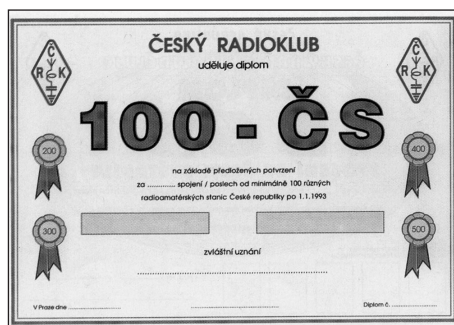 Č
R K
ČESKÝ RADIOKLUB
uděluje diplom
Č
R K
100 - ČS
200
400
na základě předložených potvrzení
za ............. spojení / poslech od minimálně 100 různých
radioamatérských stanic České republiky po 1.1.1993
300
500
zvláštní uznání
V Praze dne
Diplom č.